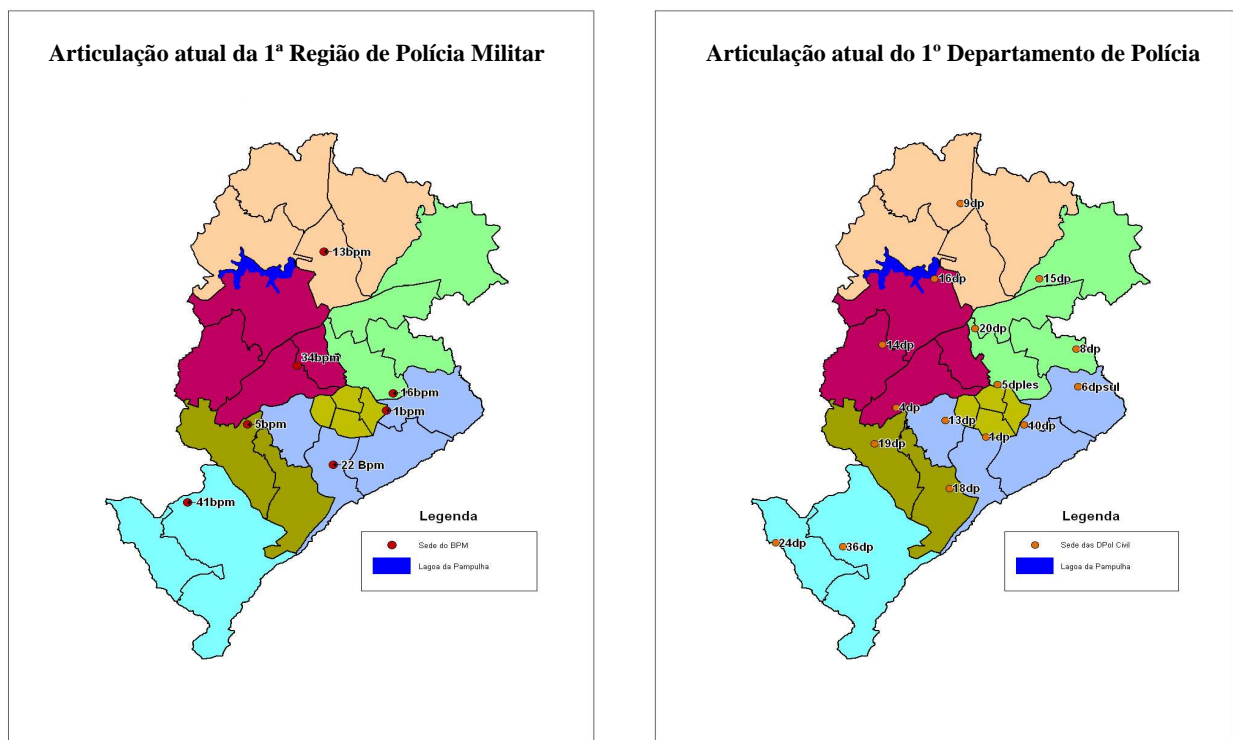 Articulação atual da 1ª Região de Polícia Militar
13bpm
34bpm
16bpm
1bpm
5bpm
22 Bpm
41bpm
Legenda
Sede do BPM
Lagoa da Pampulha
Articulação atual do 1º Departamento de Polícia
9dp
16dp
15dp
20dp
14dp
8dp
5dples
6dpsul
4dp
13dp
10dp
1dp
19dp
18dp
24dp
36dp
Legenda
Sede das DPol Civil
Lagoa da Pampulha